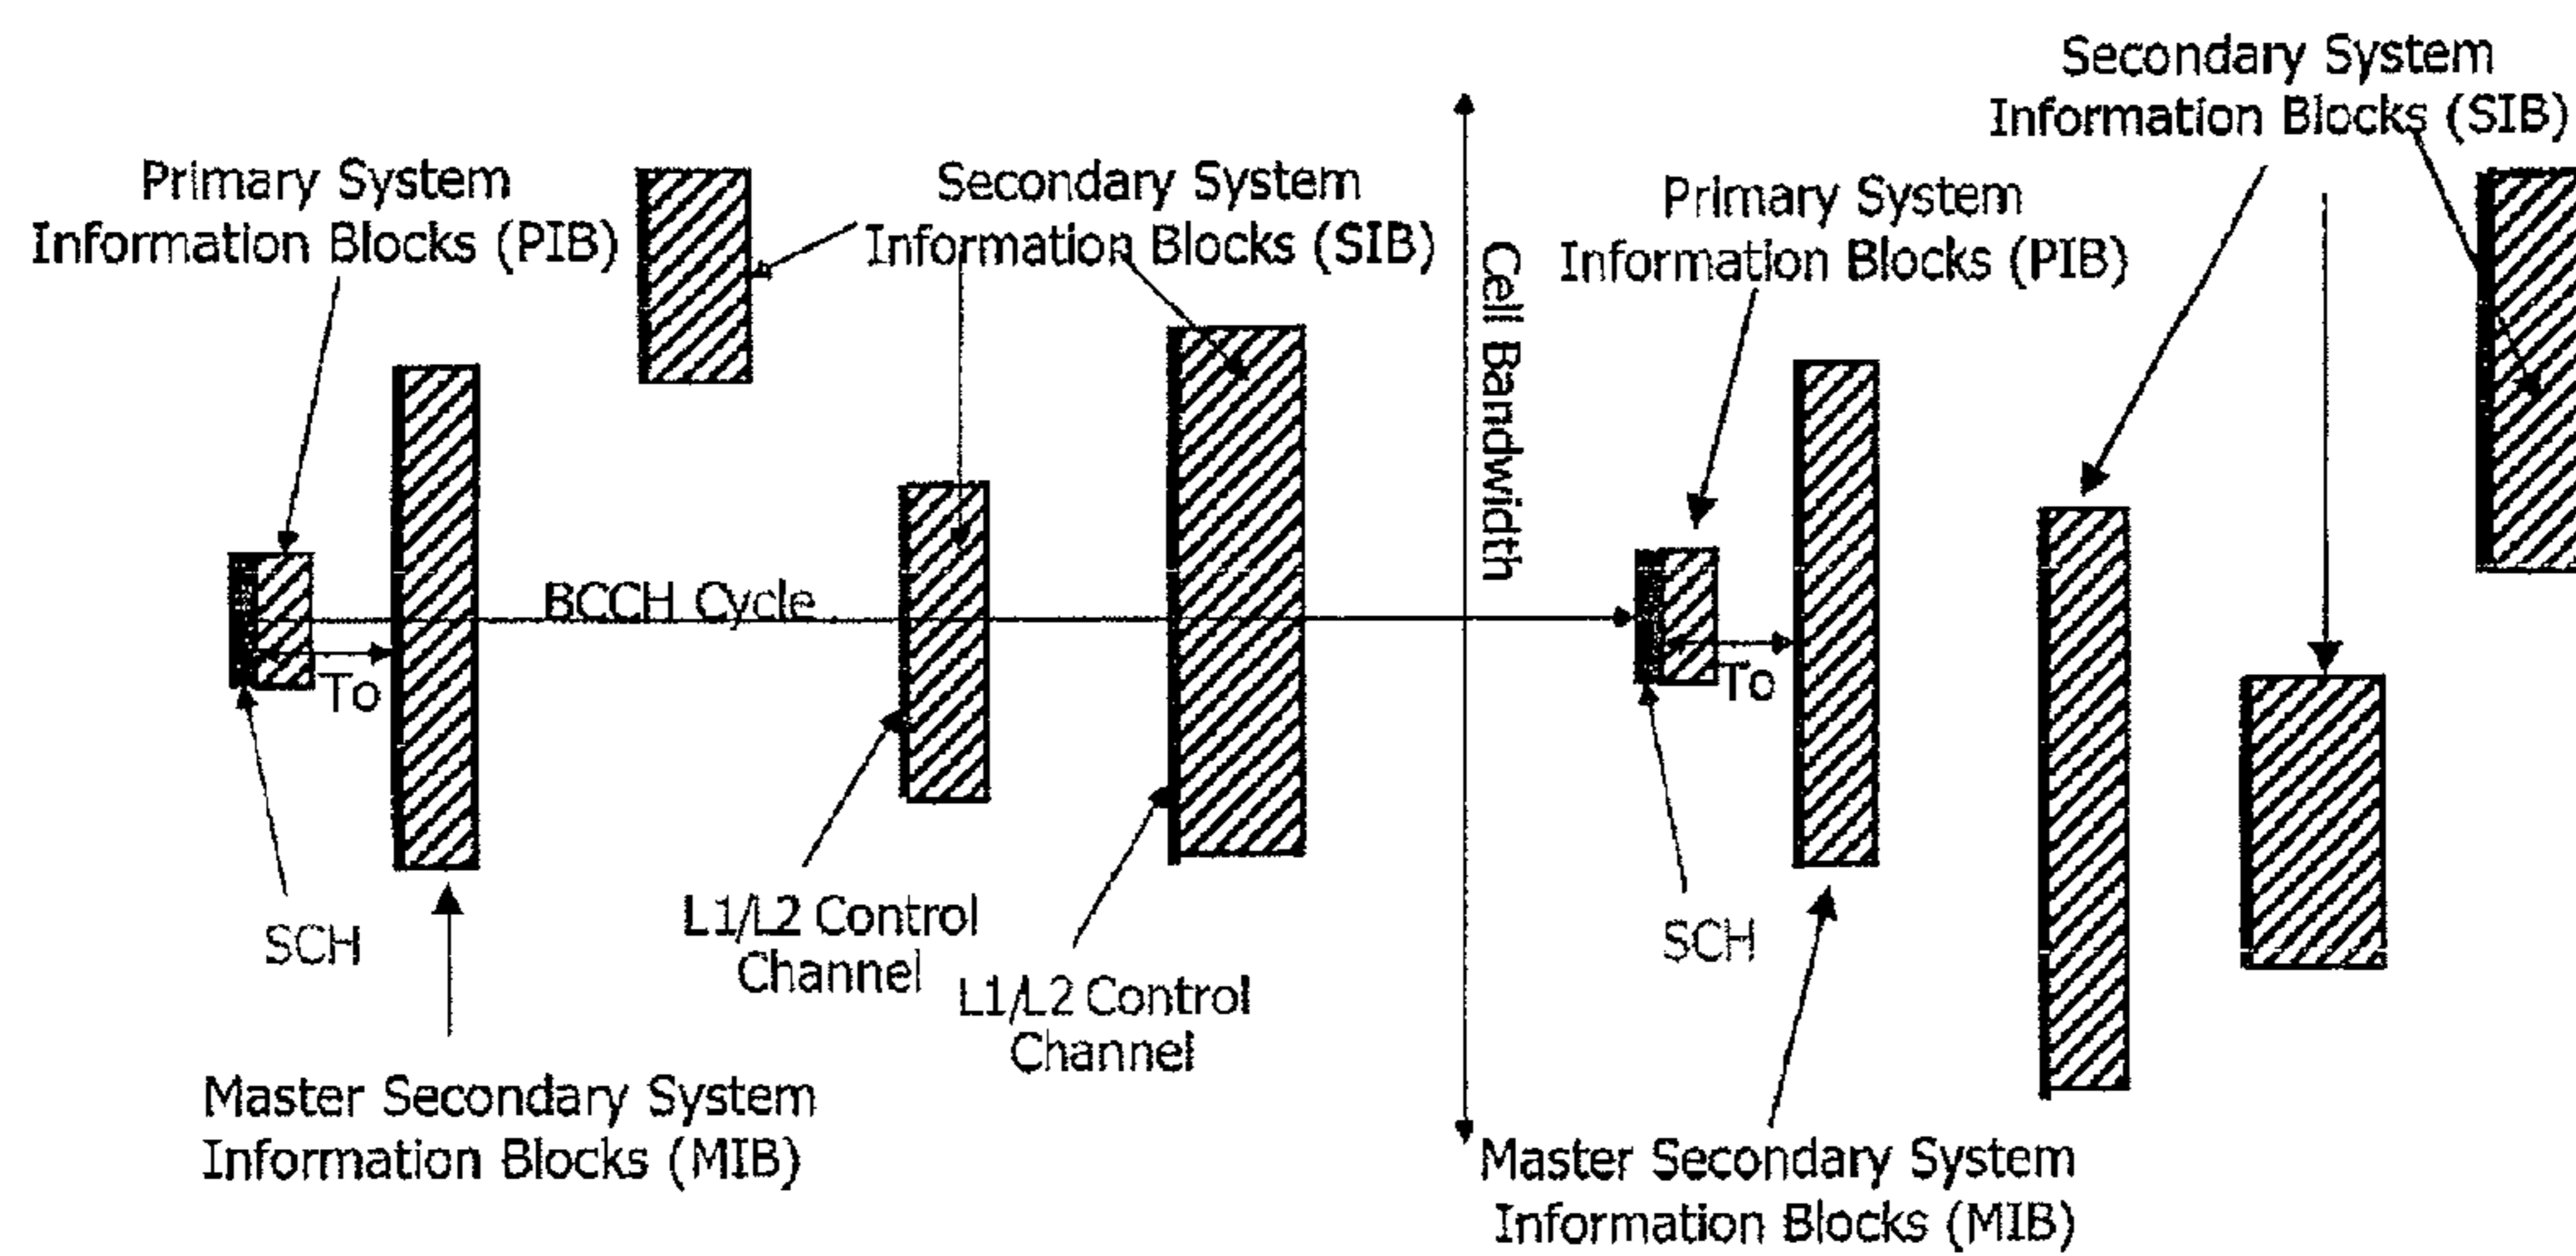 Primary System
Information Blocks (PIB)
Secondary System
Information Blocks (SIB)
Cell Bandwidth
Primary System
Information Blocks (PIB)
Secondary System
Information Blocks (SIB)
BCCH Cycle
To
To
SCH
L1/L2 Control
Channel
L1/L2 Control
Channel
SCH
Master Secondary System
Information Blocks (MIB)
Master Secondary System
Information Blocks (MIB)